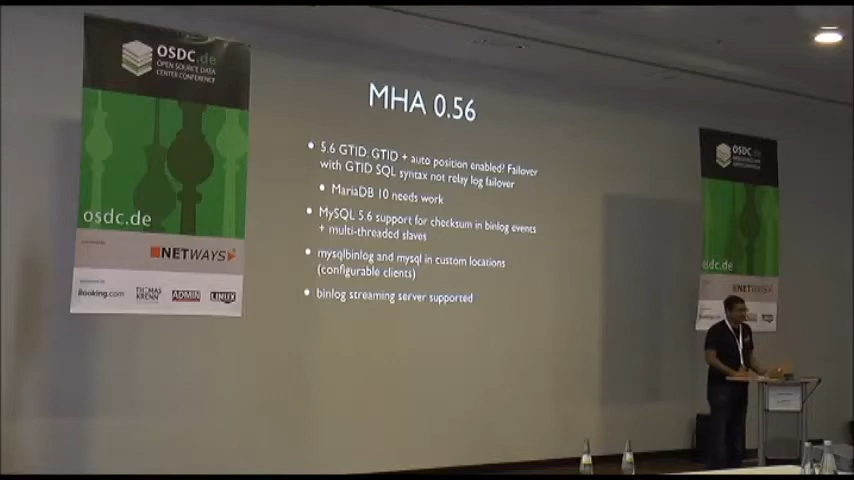 OSDC.de
OPEN SOURCE DATA
CENTER CONFERENCE
osdc.de
NETWAYS
Booking.com
THOMAS
KRENN
ADMIN
LINUX
MHA 0.56
• 5.6 GTID: GTID + auto position enabled? Failover
with GTID SQL syntax not relay log failover
• MariaDB 10 needs work
• MySQL 5.6 support for checksum in binlog events
+ multi-threaded slaves
• mysqlbinlog and mysql in custom locations
(configurable clients)
• binlog streaming server supported
OSDC.de
osdc.de
NETWAYS